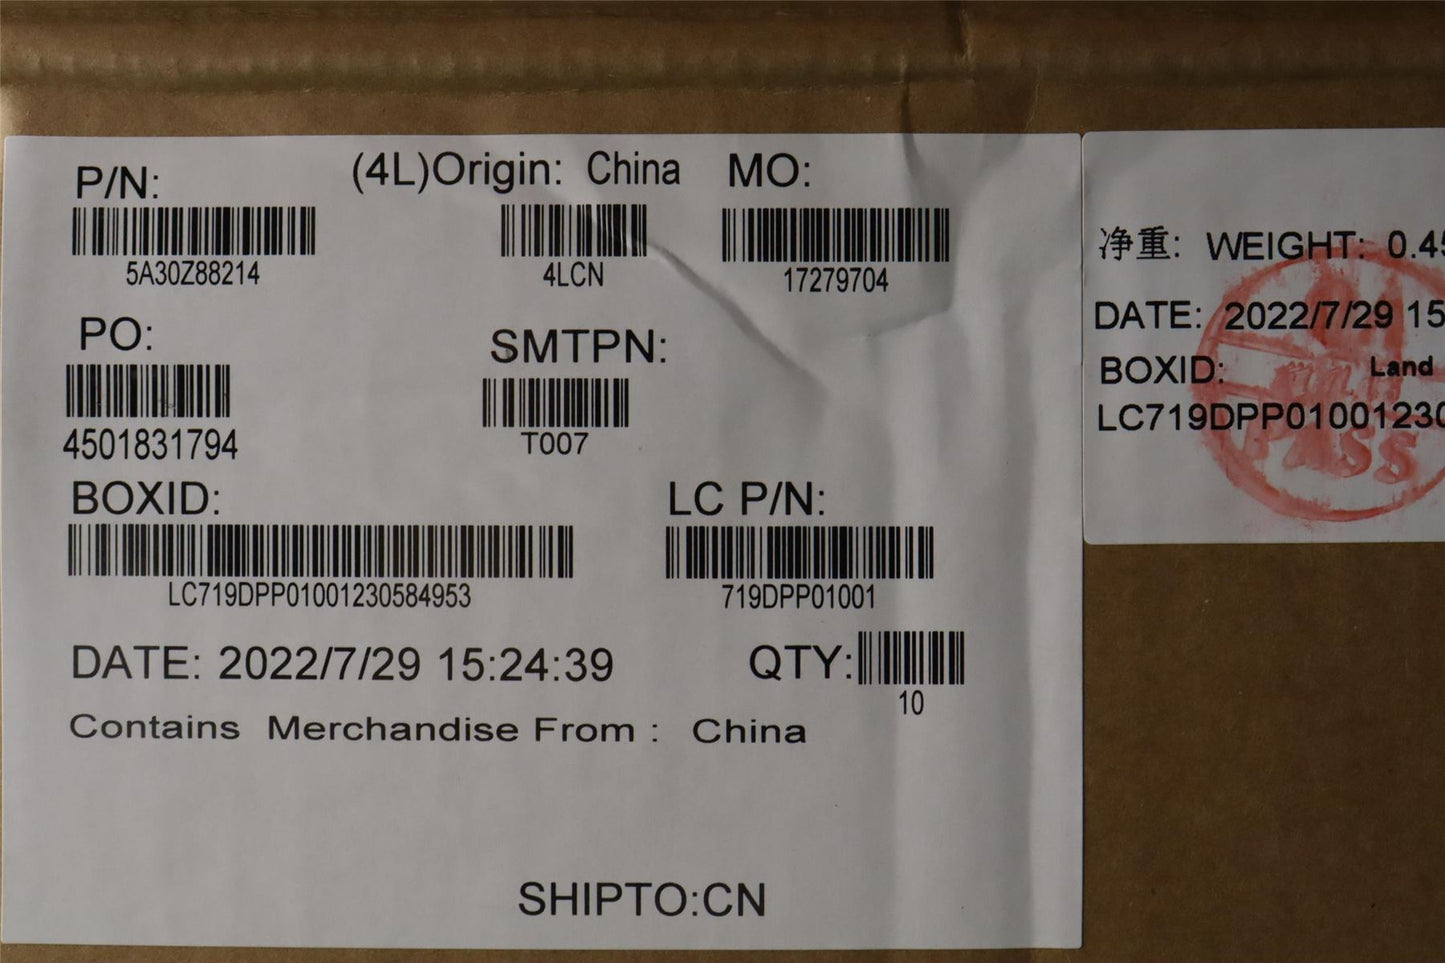 P/N: (4L)Origin: China MO:
5A30Z88214 4LCN 17279704
PO: SMTPN:
4501831794 T007
BOXID: LC P/N:
LC719DPP01001230584953 719DPP01001
DATE: 2022/7/29 15:24:39 QTY:
10
Contains Merchandise From : China
SHIPTO:CN
净重: WEIGHT: 0.45
DATE: 2022/7/29 15
BOXID: Land
LC719DPP01001230
PASS